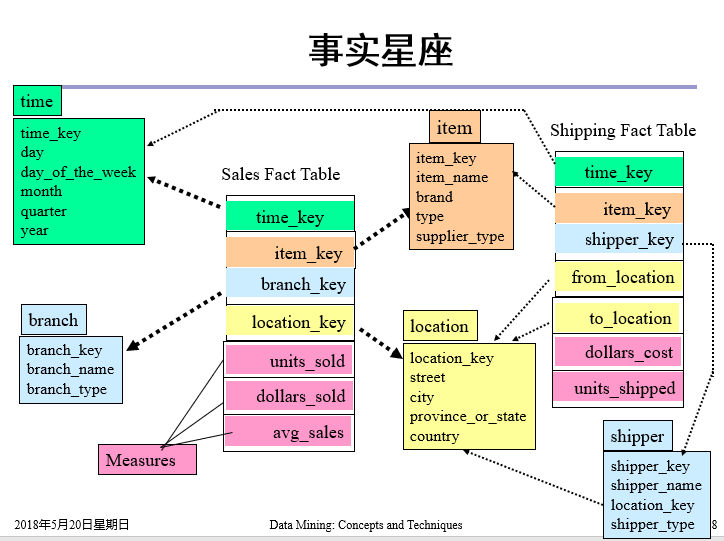 事实星座
time
time_key
day
day_of_the_week
month
quarter
year
Sales Fact Table
time_key
item_key
branch_key
location_key
units_sold
dollars_sold
avg_sales
Measures
branch
branch_key
branch_name
branch_type
item
item_key
item_name
brand
type
supplier_type
location
location_key
street
city
province_or_state
country
Shipping Fact Table
time_key
item_key
shipper_key
from_location
to_location
dollars_cost
units_shipped
shipper
shipper_key
shipper_name
location_key
shipper_type
2018年5月20日星期日
Data Mining: Concepts and Techniques
8